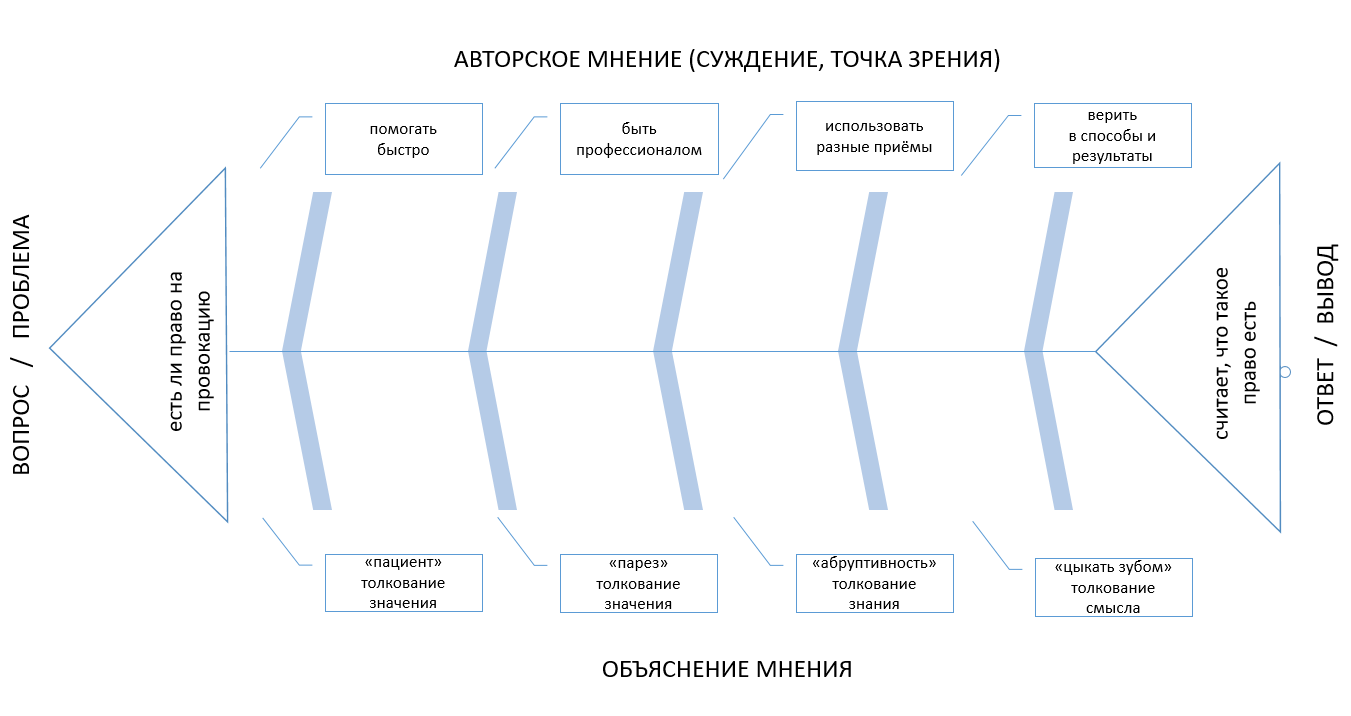 АВТОРСКОЕ МНЕНИЕ (СУЖДЕНИЕ, ТОЧКА ЗРЕНИЯ)
помогать
быстро
быть
профессионалом
использовать
разные приёмы
верить
в способы и
результаты
ВОПРОС / ПРОБЛЕМА
есть ли право на
провокацию
считает, что такое
право есть
ОТВЕТ / ВЫВОД
«пациент»
толкование
значения
«парез»
толкование
значения
«абруптивность»
толкование
знания
«цыкать зубом»
толкование
смысла
ОБЪЯСНЕНИЕ МНЕНИЯ